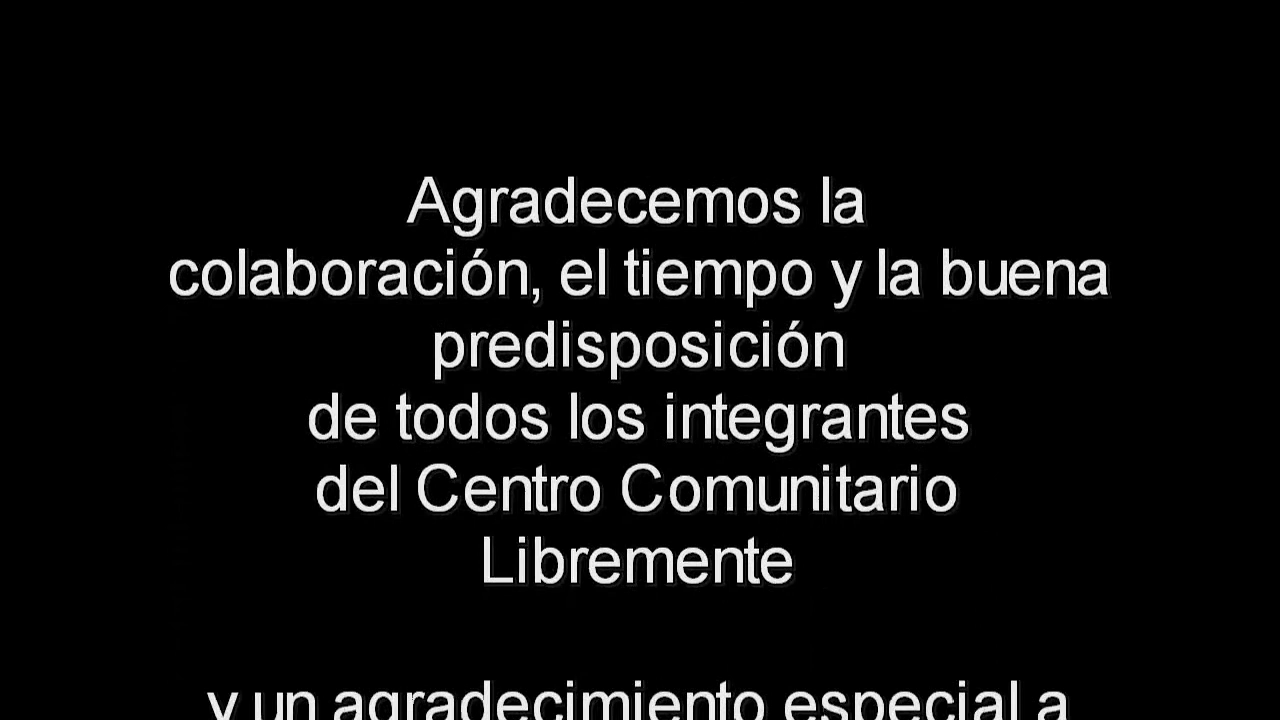 Agradecemos la
colaboración, el tiempo y la buena
predisposición
de todos los integrantes
del Centro Comunitario
Libremente
y un agradecimiento especial a